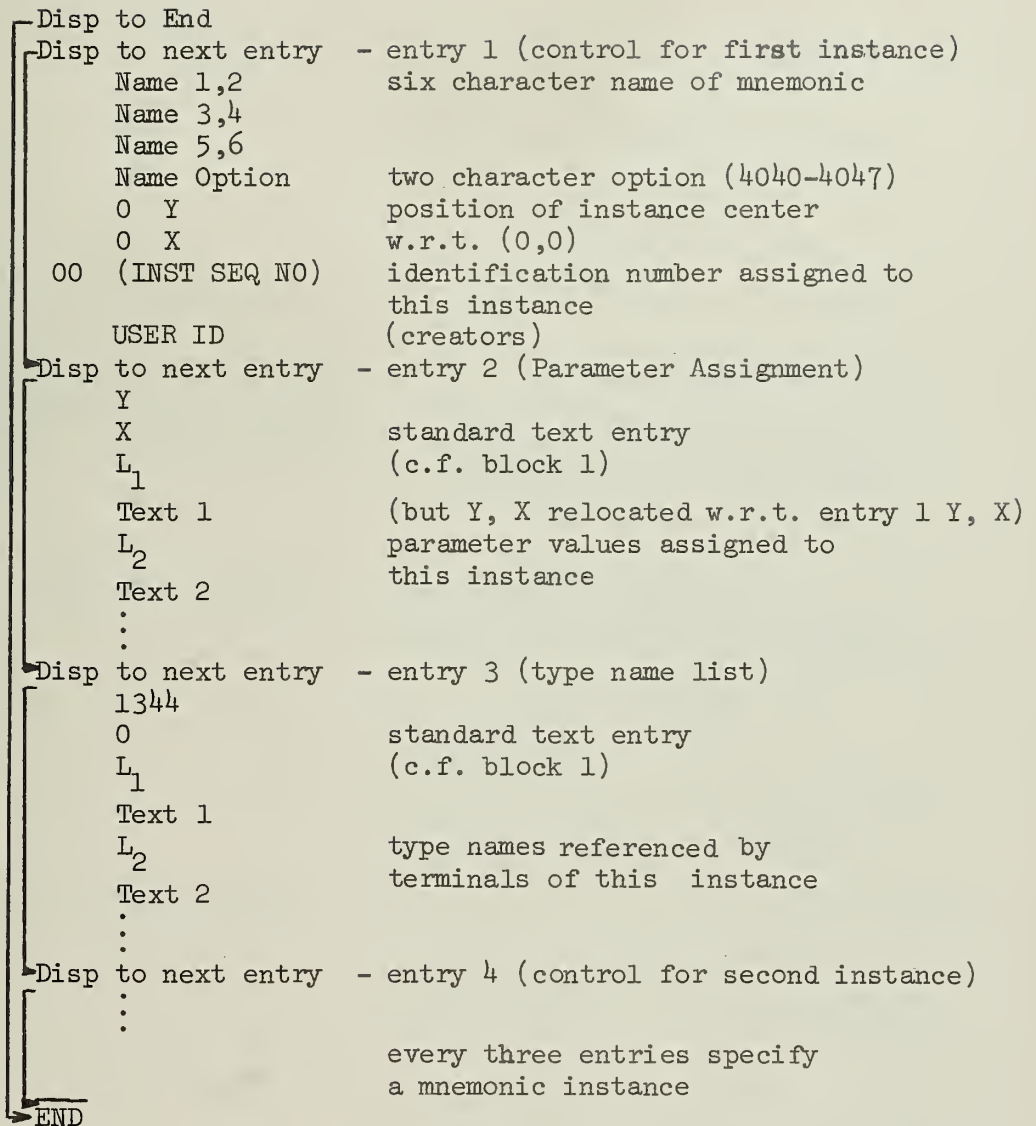 Disp to End
Disp to next entry - entry 1 (control for first instance)
Name 1,2 six character name of mnemonic
Name 3,4
Name 5,6
Name Option two character option (4040-4047)
0 Y position of instance center
0 X w.r.t. (0,0)
00 (INST SEQ NO) identification number assigned to
this instance
USER ID (creators)
Disp to next entry - entry 2 (Parameter Assignment)
Y
X standard text entry
L1 (c.f. block 1)
Text 1 (but Y, X relocated w.r.t. entry 1 Y, X)
L2 parameter values assigned to
this instance
Text 2
Disp to next entry - entry 3 (type name list)
1344
0 standard text entry
L1 (c.f. block 1)
Text 1
L2 type names referenced by
terminals of this instance
Text 2
Disp to next entry - entry 4 (control for second instance)
every three entries specify
a mnemonic instance
END